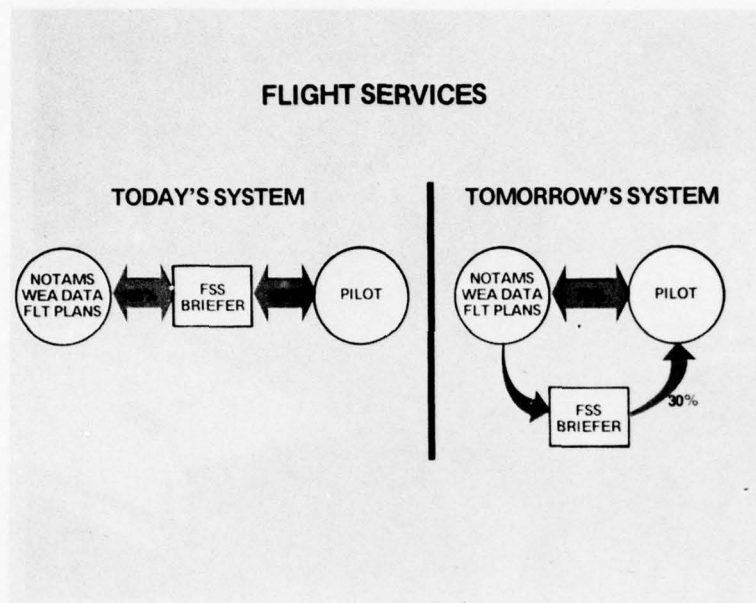 FLIGHT SERVICES
TODAY'S SYSTEM
NOTAMS
WEA DATA
FLT PLANS
FSS
BRIEFER
PILOT
TOMORROW'S SYSTEM
NOTAMS
WEA DATA
FLT PLANS
PILOT
30%
FSS
BRIEFER